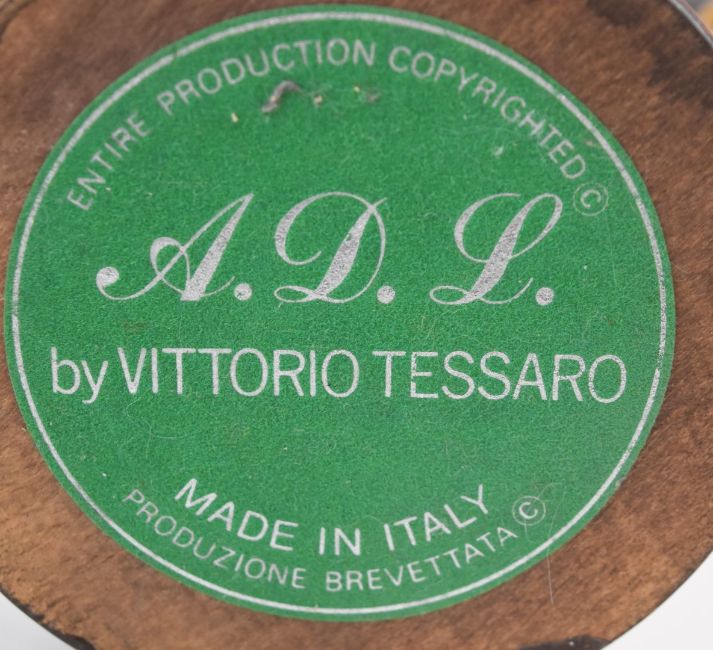 ENTIRE PRODUCTION COPYRIGHTED ©
A.D.L.
by VITTORIO TESSARO
MADE IN ITALY
PRODUZIONE BREVETTATA ©